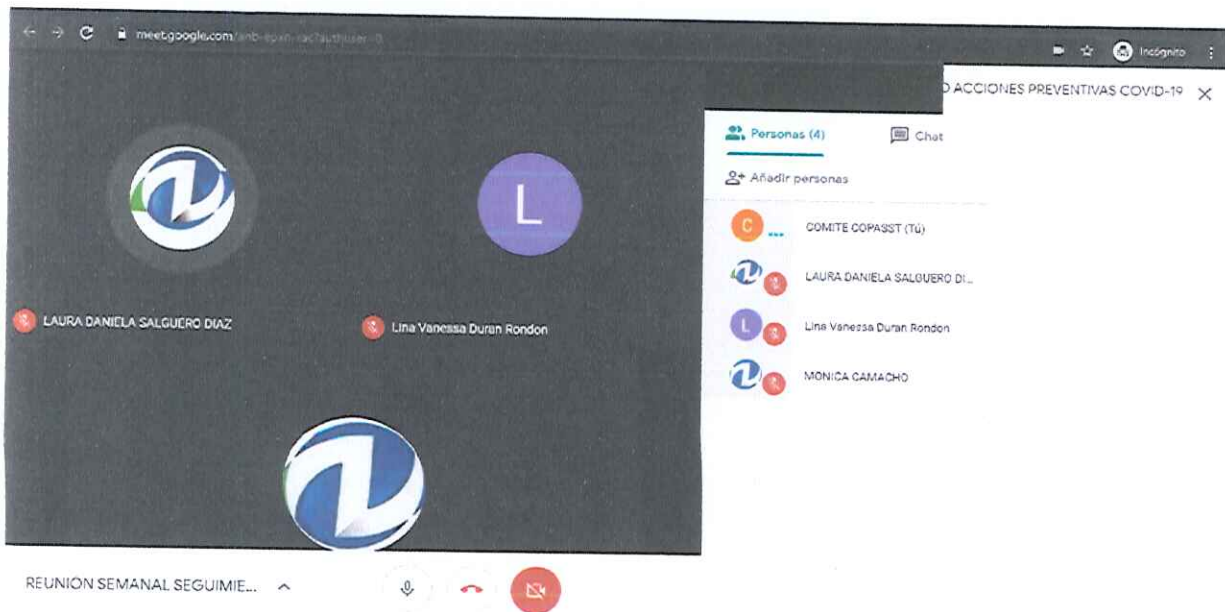 meet.google.com/
Incógnito
ACCIONES PREVENTIVAS COVID-19
Personas (4)
Chat
Añadir personas
C
COMITE COPASST (Tú)
LAURA DANIELA SALGUERO DI...
L
Lina Vanessa Duran Rondon
MONICA CAMACHO
L
LAURA DANIELA SALGUERO DIAZ
Lina Vanessa Duran Rondon
REUNION SEMANAL SEGUIMIE...